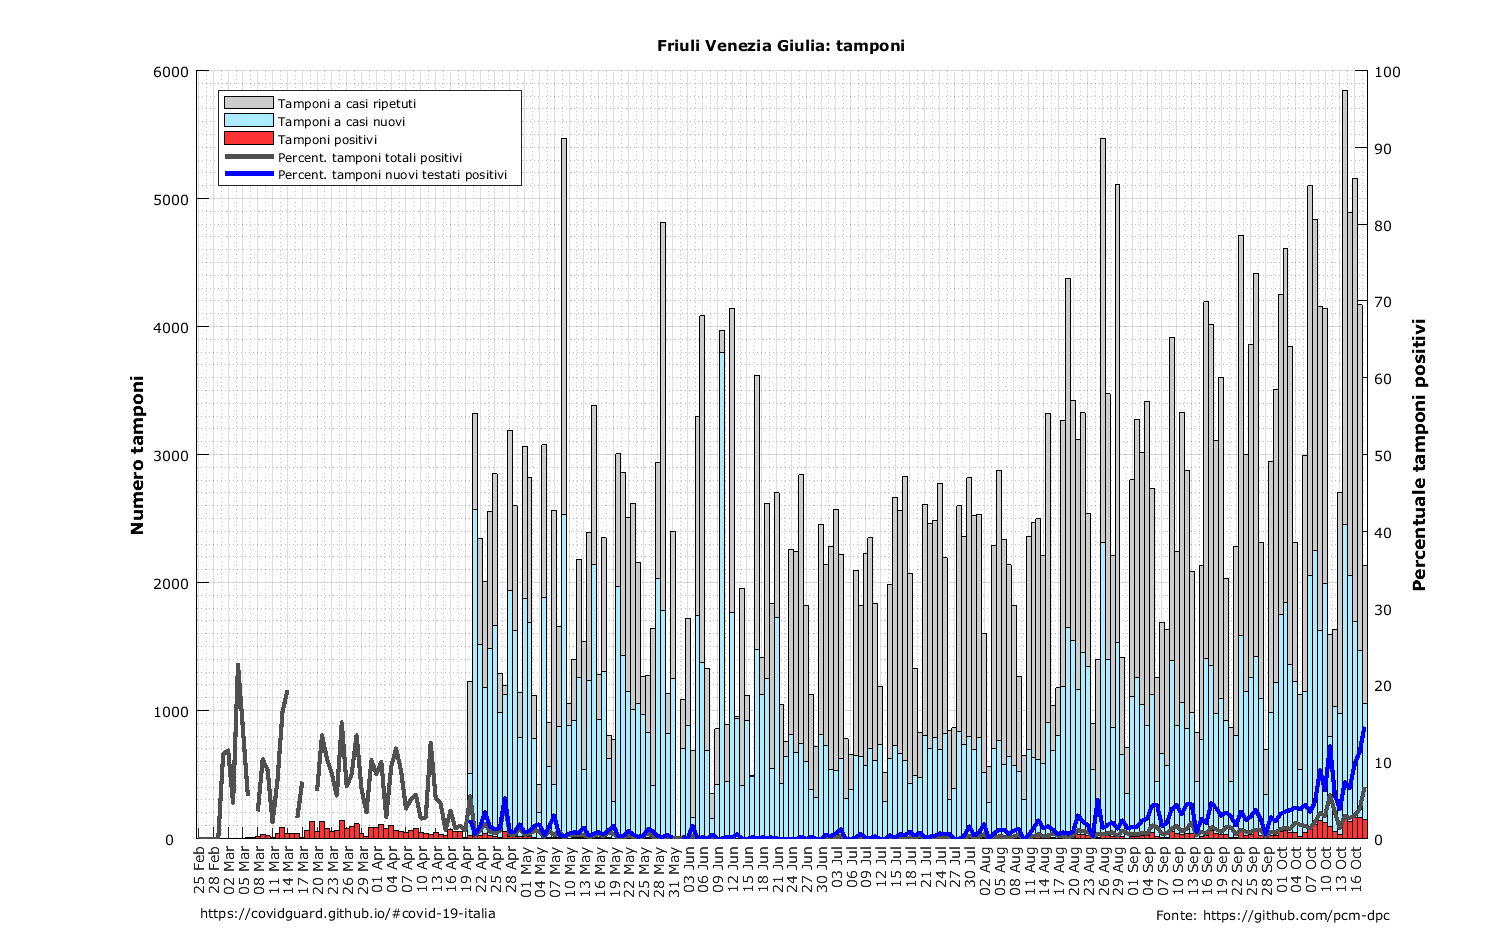 Friuli Venezia Giulia: tamponi
6000
5000
4000
3000
2000
1000
0
Numero tamponi
Tamponi a casi ripetuti
Tamponi a casi nuovi
Tamponi positivi
Percent. tamponi totali positivi
Percent. tamponi nuovi testati positivi
100
90
80
70
60
50
40
30
20
10
0
Percentuale tamponi positivi
25 Feb
28 Feb
02 Mar
05 Mar
08 Mar
11 Mar
14 Mar
17 Mar
20 Mar
23 Mar
26 Mar
29 Mar
01 Apr
04 Apr
07 Apr
10 Apr
13 Apr
16 Apr
19 Apr
22 Apr
25 Apr
28 Apr
01 May
04 May
07 May
10 May
13 May
16 May
19 May
22 May
25 May
28 May
31 May
03 Jun
06 Jun
09 Jun
12 Jun
15 Jun
18 Jun
21 Jun
24 Jun
27 Jun
30 Jun
03 Jul
06 Jul
09 Jul
12 Jul
15 Jul
18 Jul
21 Jul
24 Jul
27 Jul
30 Jul
02 Aug
05 Aug
08 Aug
11 Aug
14 Aug
17 Aug
20 Aug
23 Aug
26 Aug
29 Aug
01 Sep
04 Sep
07 Sep
10 Sep
13 Sep
16 Sep
19 Sep
22 Sep
25 Sep
28 Sep
01 Oct
04 Oct
07 Oct
10 Oct
13 Oct
16 Oct
https://covidguard.github.io/#covid-19-italia
Fonte: https://github.com/pcm-dpc